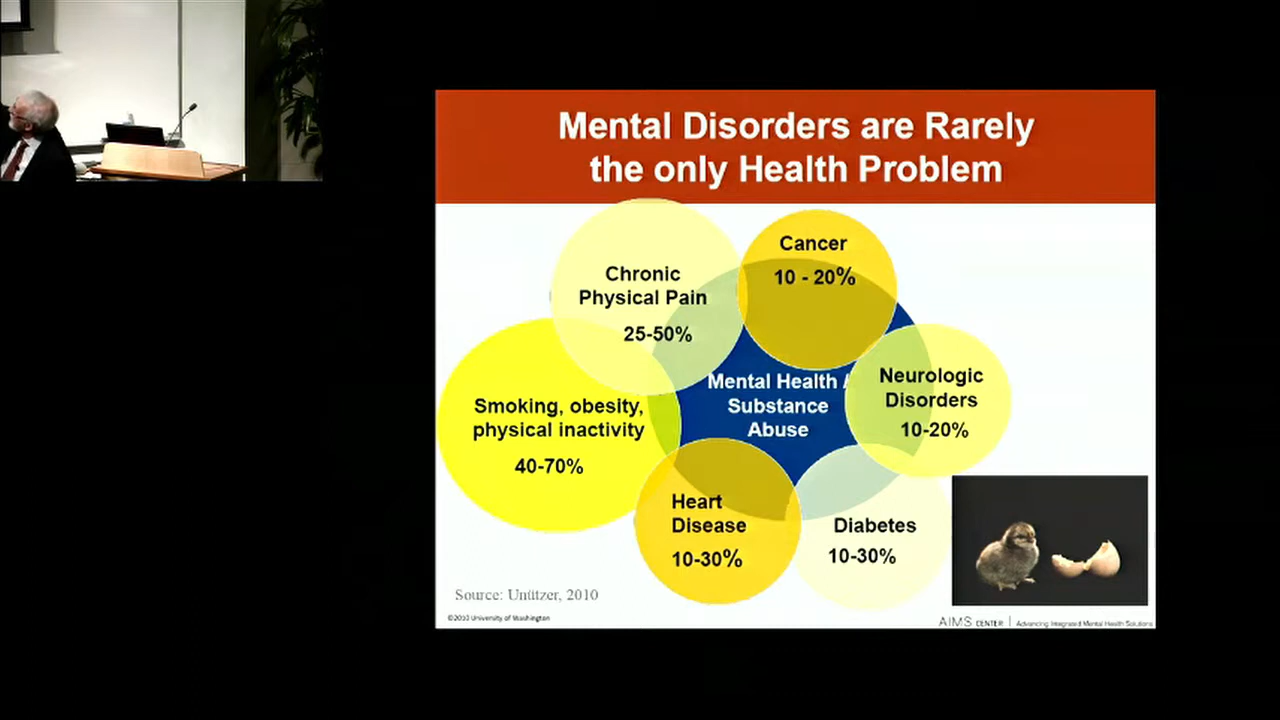 Mental Disorders are Rarely
the only Health Problem
Cancer
10 - 20%
Chronic
Physical Pain
25-50%
Mental Health
Substance
Abuse
Neurologic
Disorders
10-20%
Smoking, obesity,
physical inactivity
40-70%
Heart
Disease
10-30%
Diabetes
10-30%
Source: Unützer, 2010
©2010 University of Washington
AIMS CENTER | Advancing Integrated Mental Health Solutions